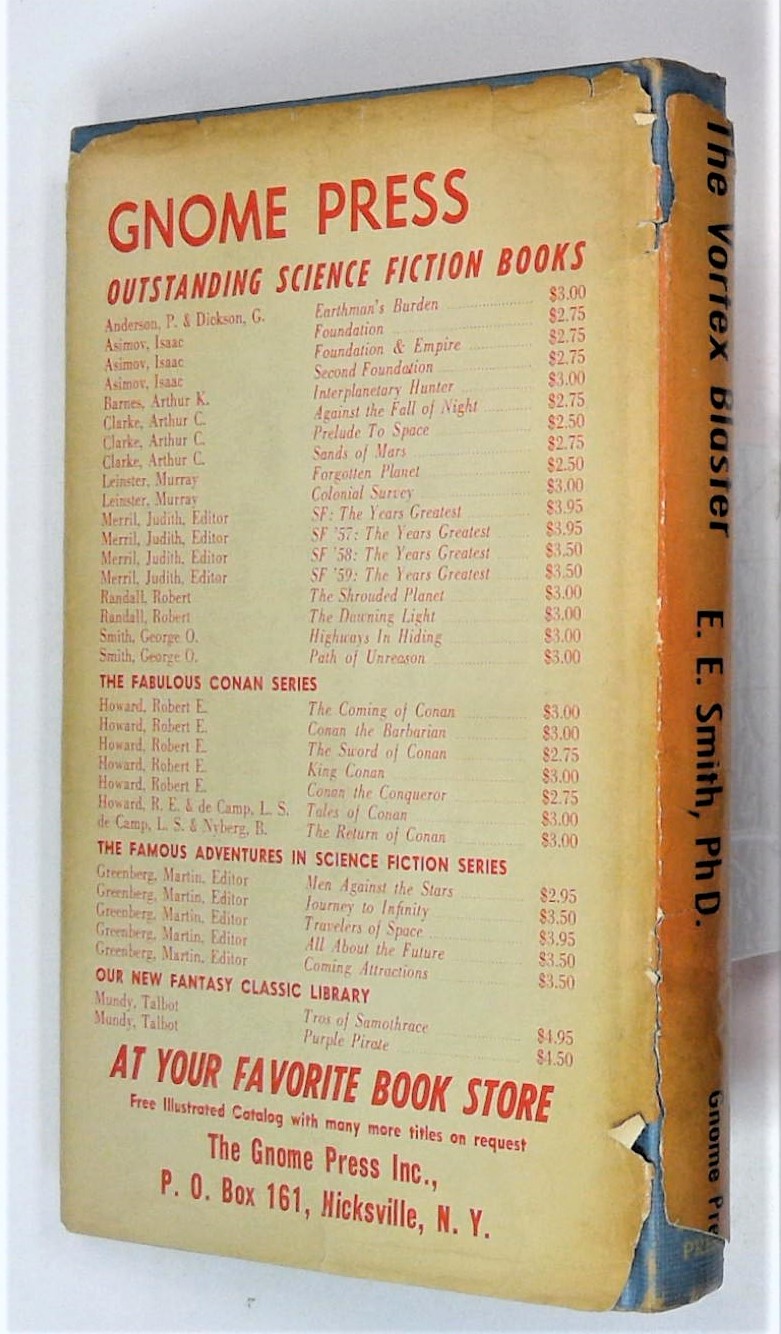 GNOME PRESS
OUTSTANDING SCIENCE FICTION BOOKS
Anderson, P. & Dickson, G. Earthman's Burden $3.00
Asimov, Isaac Foundation $2.75
Asimov, Isaac Foundation & Empire $2.75
Asimov, Isaac Second Foundation $2.75
Barnes, Arthur K. Interplanetary Hunter $3.00
Clarke, Arthur C. Against the Fall of Night $2.75
Clarke, Arthur C. Prelude To Space $2.50
Clarke, Arthur C. Sands of Mars $2.75
Leinster, Murray Forgotten Planet $2.50
Leinster, Murray Colonial Survey $3.00
Merril, Judith, Editor SF: The Years Greatest $3.95
Merril, Judith, Editor SF '57: The Years Greatest $3.95
Merril, Judith, Editor SF '58: The Years Greatest $3.50
Merril, Judith, Editor SF '59: The Years Greatest $3.50
Randall, Robert The Shrouded Planet $3.00
Randall, Robert The Dawning Light $3.00
Smith, George O. Highways In Hiding $3.00
Smith, George O. Path of Unreason $3.00
THE FABULOUS CONAN SERIES
Howard, Robert E. The Coming of Conan $3.00
Howard, Robert E. Conan the Barbarian $3.00
Howard, Robert E. The Sword of Conan $2.75
Howard, Robert E. King Conan $3.00
Howard, Robert E. Conan the Conqueror $2.75
Howard, R. E. & de Camp, L. S. Tales of Conan $3.00
de Camp, L. S. & Nyberg, B. The Return of Conan $3.00
THE FAMOUS ADVENTURES IN SCIENCE FICTION SERIES
Greenberg, Martin, Editor Men Against the Stars $2.95
Greenberg, Martin, Editor Journey to Infinity $3.50
Greenberg, Martin, Editor Travelers of Space $3.95
Greenberg, Martin, Editor All About the Future $3.50
Greenberg, Martin, Editor Coming Attractions $3.50
OUR NEW FANTASY CLASSIC LIBRARY
Mundy, Talbot Tros of Samothrace $4.95
Mundy, Talbot Purple Pirate $4.50
AT YOUR FAVORITE BOOK STORE
Free Illustrated Catalog with many more titles on request
The Gnome Press Inc.,
P. O. Box 161, Hicksville, N. Y.
The Vortex Blaster E. E. Smith, Ph D. Gnome Pre